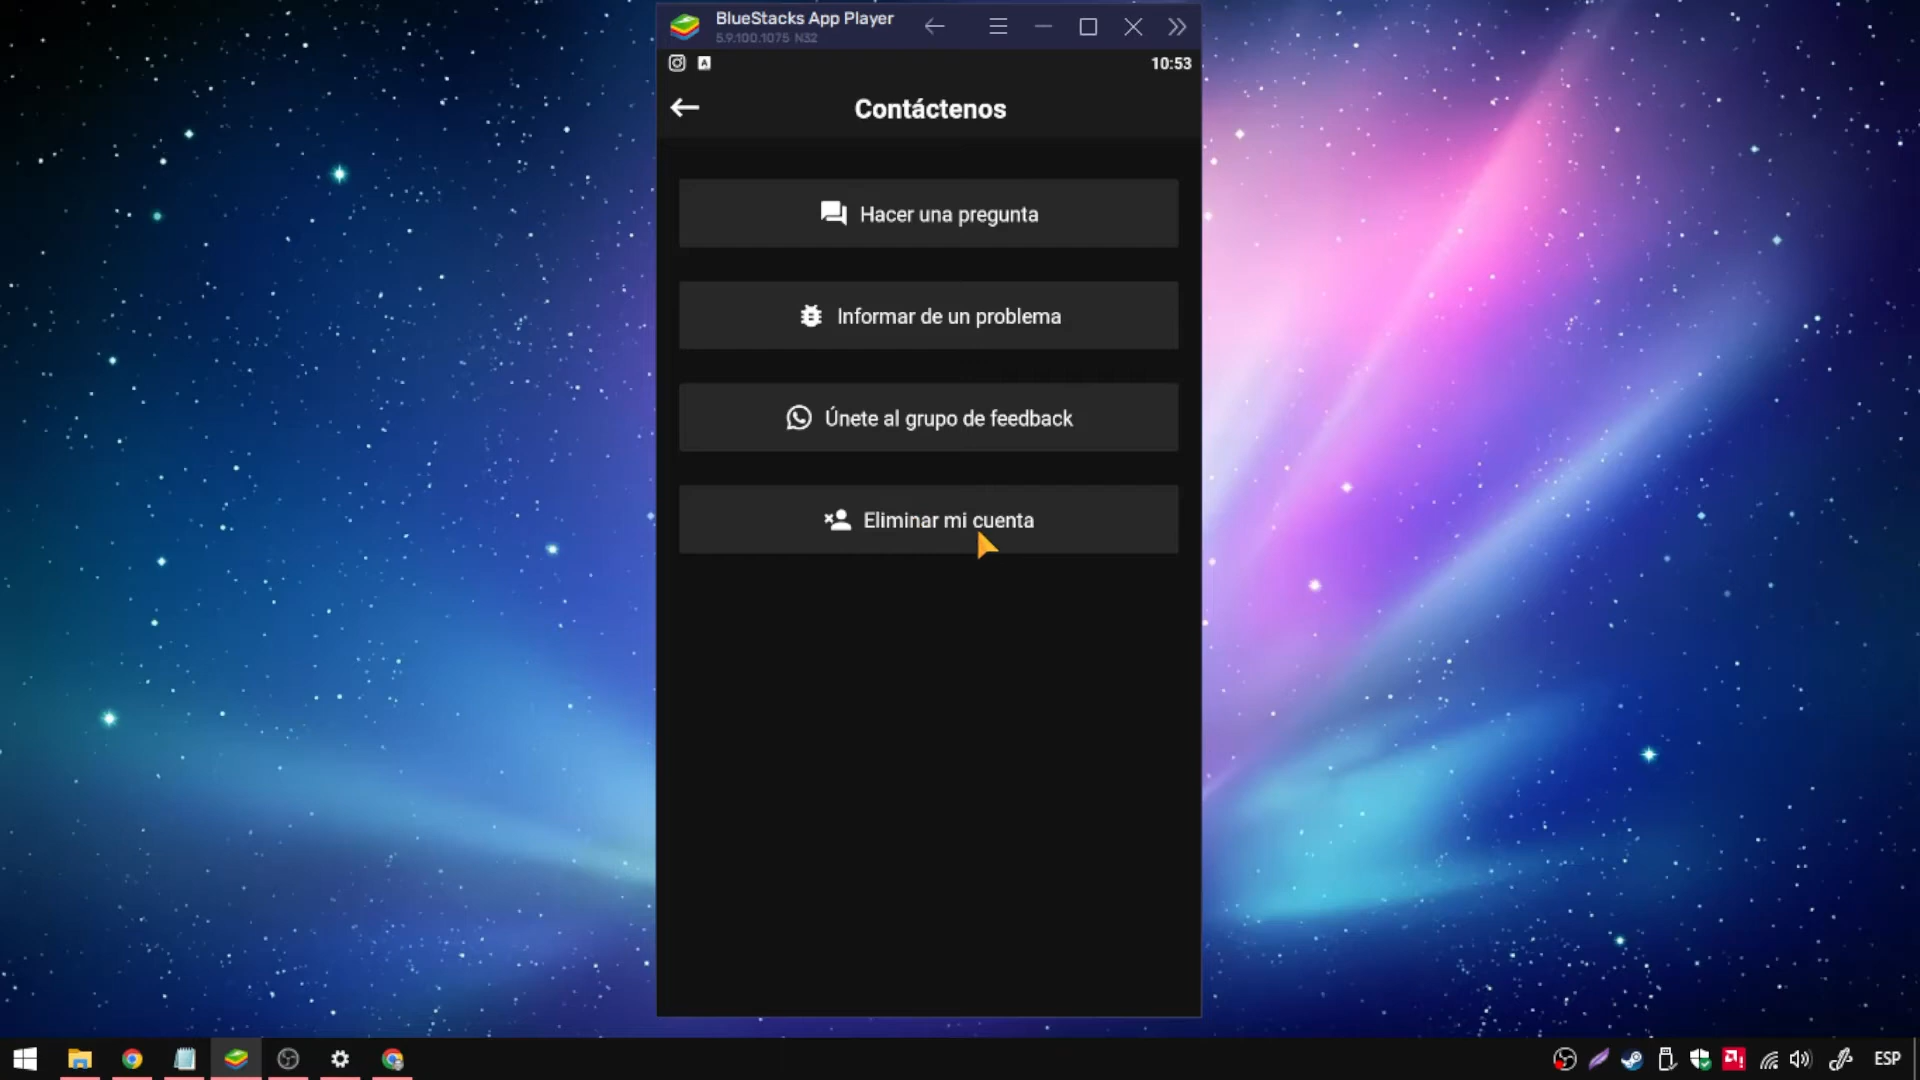 BlueStacks App Player
5.9.100.1075 N32
10:53
Contáctenos
Hacer una pregunta
Informar de un problema
Únete al grupo de feedback
Eliminar mi cuenta
ESP